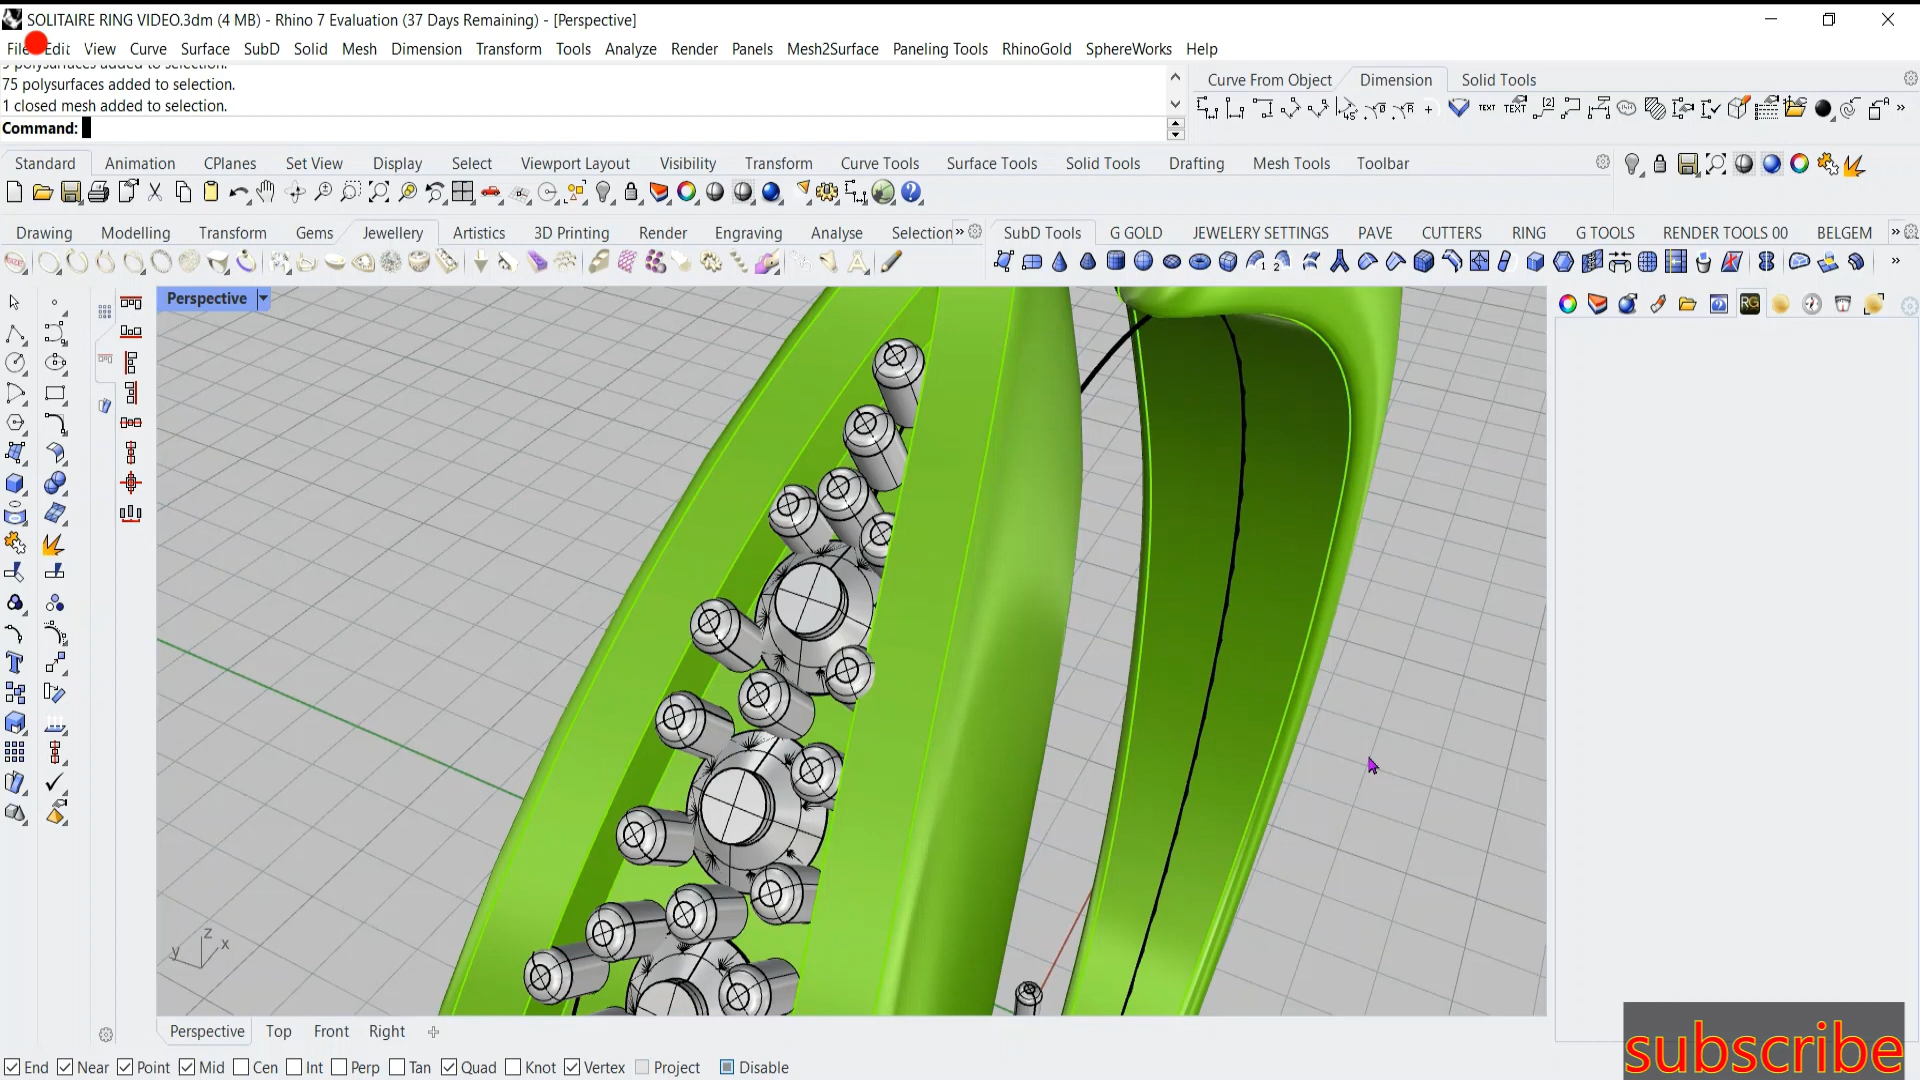 SOLITAIRE RING VIDEO.3dm (4 MB) - Rhino 7 Evaluation (37 Days Remaining) - [Perspective]
File Edit View Curve Surface SubD Solid Mesh Dimension Transform Tools Analyze Render Panels Mesh2Surface Paneling Tools RhinoGold SphereWorks Help
75 polysurfaces added to selection.
1 closed mesh added to selection.
Command:
Curve From Object Dimension Solid Tools
TEXT TEXT
Standard Animation CPlanes Set View Display Select Viewport Layout Visibility Transform Curve Tools Surface Tools Solid Tools Drafting Mesh Tools Toolbar
Drawing Modelling Transform Gems Jewellery Artistics 3D Printing Render Engraving Analyse Selection
SubD Tools G GOLD JEWELERY SETTINGS PAVE CUTTERS RING G TOOLS RENDER TOOLS 00 BELGEM
Perspective
RG
z
y x
Perspective Top Front Right
End Near Point Mid Cen Int Perp Tan Quad Knot Vertex Project Disable
subscribe